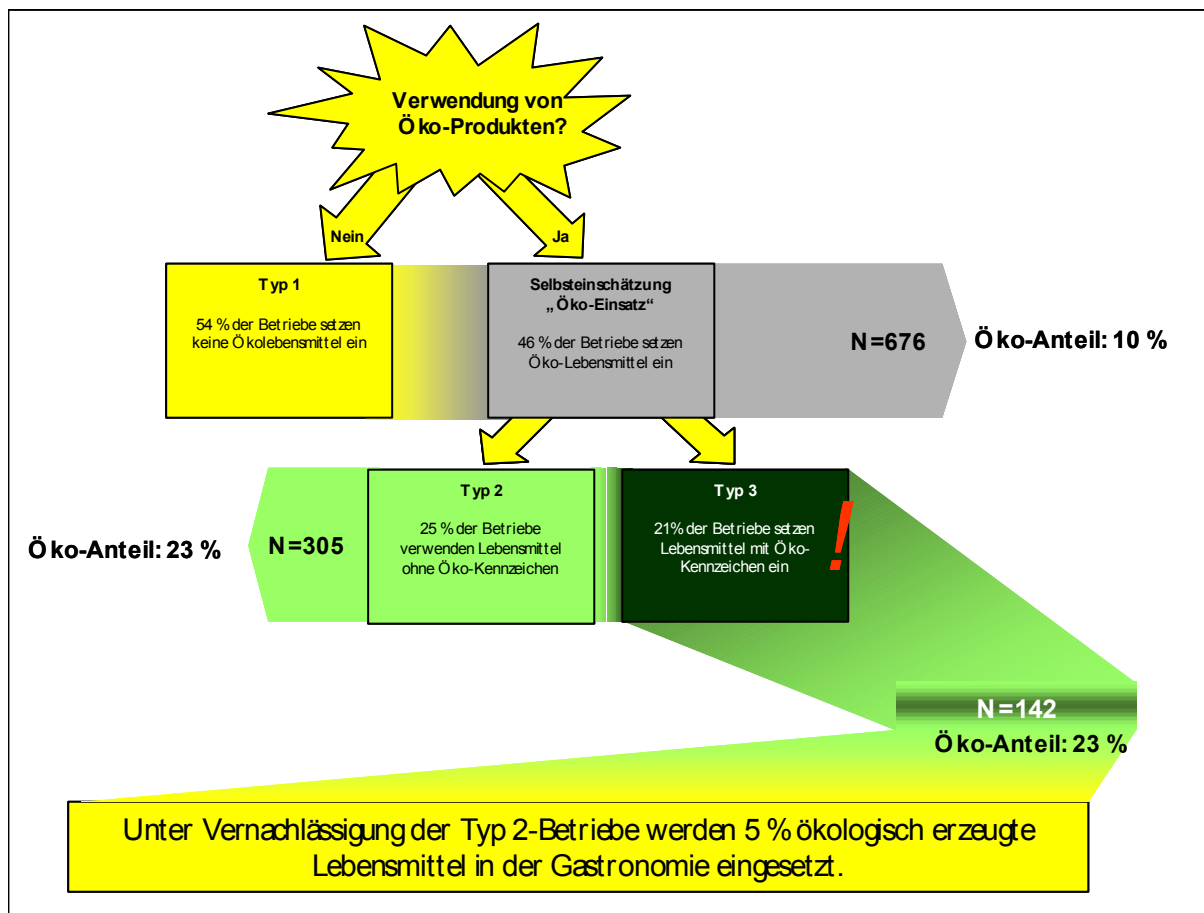 Verwendung von
Öko-Produkten?
Nein
Ja
Typ 1
54 % der Betriebe setzen
keine Ökolebensmittel ein
Selbsteinschätzung
„Öko-Einsatz“
46 % der Betriebe setzen
Öko-Lebensmittel ein
N=676
Öko-Anteil: 10 %
Öko-Anteil: 23 %
N=305
Typ 2
25 % der Betriebe
verwenden Lebensmittel
ohne Öko-Kennzeichen
Typ 3
21% der Betriebe setzen
Lebensmittel mit Öko-
Kennzeichen ein
!
N=142
Öko-Anteil: 23 %
Unter Vernachlässigung der Typ 2-Betriebe werden 5 % ökologisch erzeugte
Lebensmittel in der Gastronomie eingesetzt.